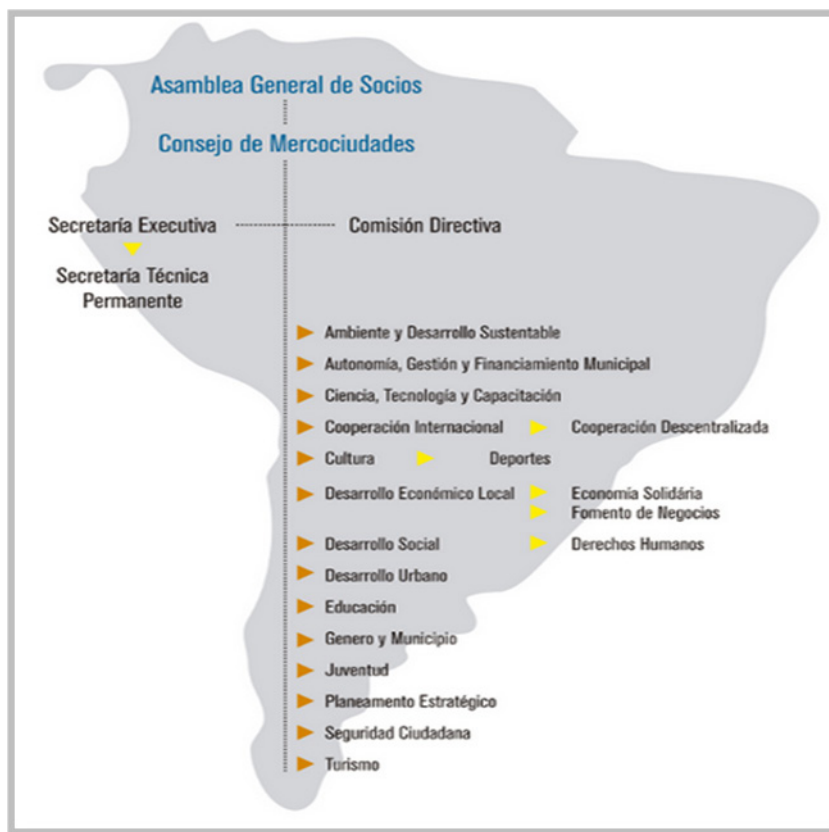 Asamblea General de Socios
Consejo de Mercociudades
Secretaría Executiva
Comisión Directiva
Secretaría Técnica
Permanente
Ambiente y Desarrollo Sustentable
Autonomía, Gestión y Financiamiento Municipal
Ciencia, Tecnología y Capacitación
Cooperación Internacional
Cooperación Descentralizada
Cultura
Deportes
Desarrollo Económico Local
Economía Solidária
Fomento de Negocios
Desarrollo Social
Derechos Humanos
Desarrollo Urbano
Educación
Genero y Municipio
Juventud
Planeamento Estratégico
Seguridad Ciudadana
Turismo